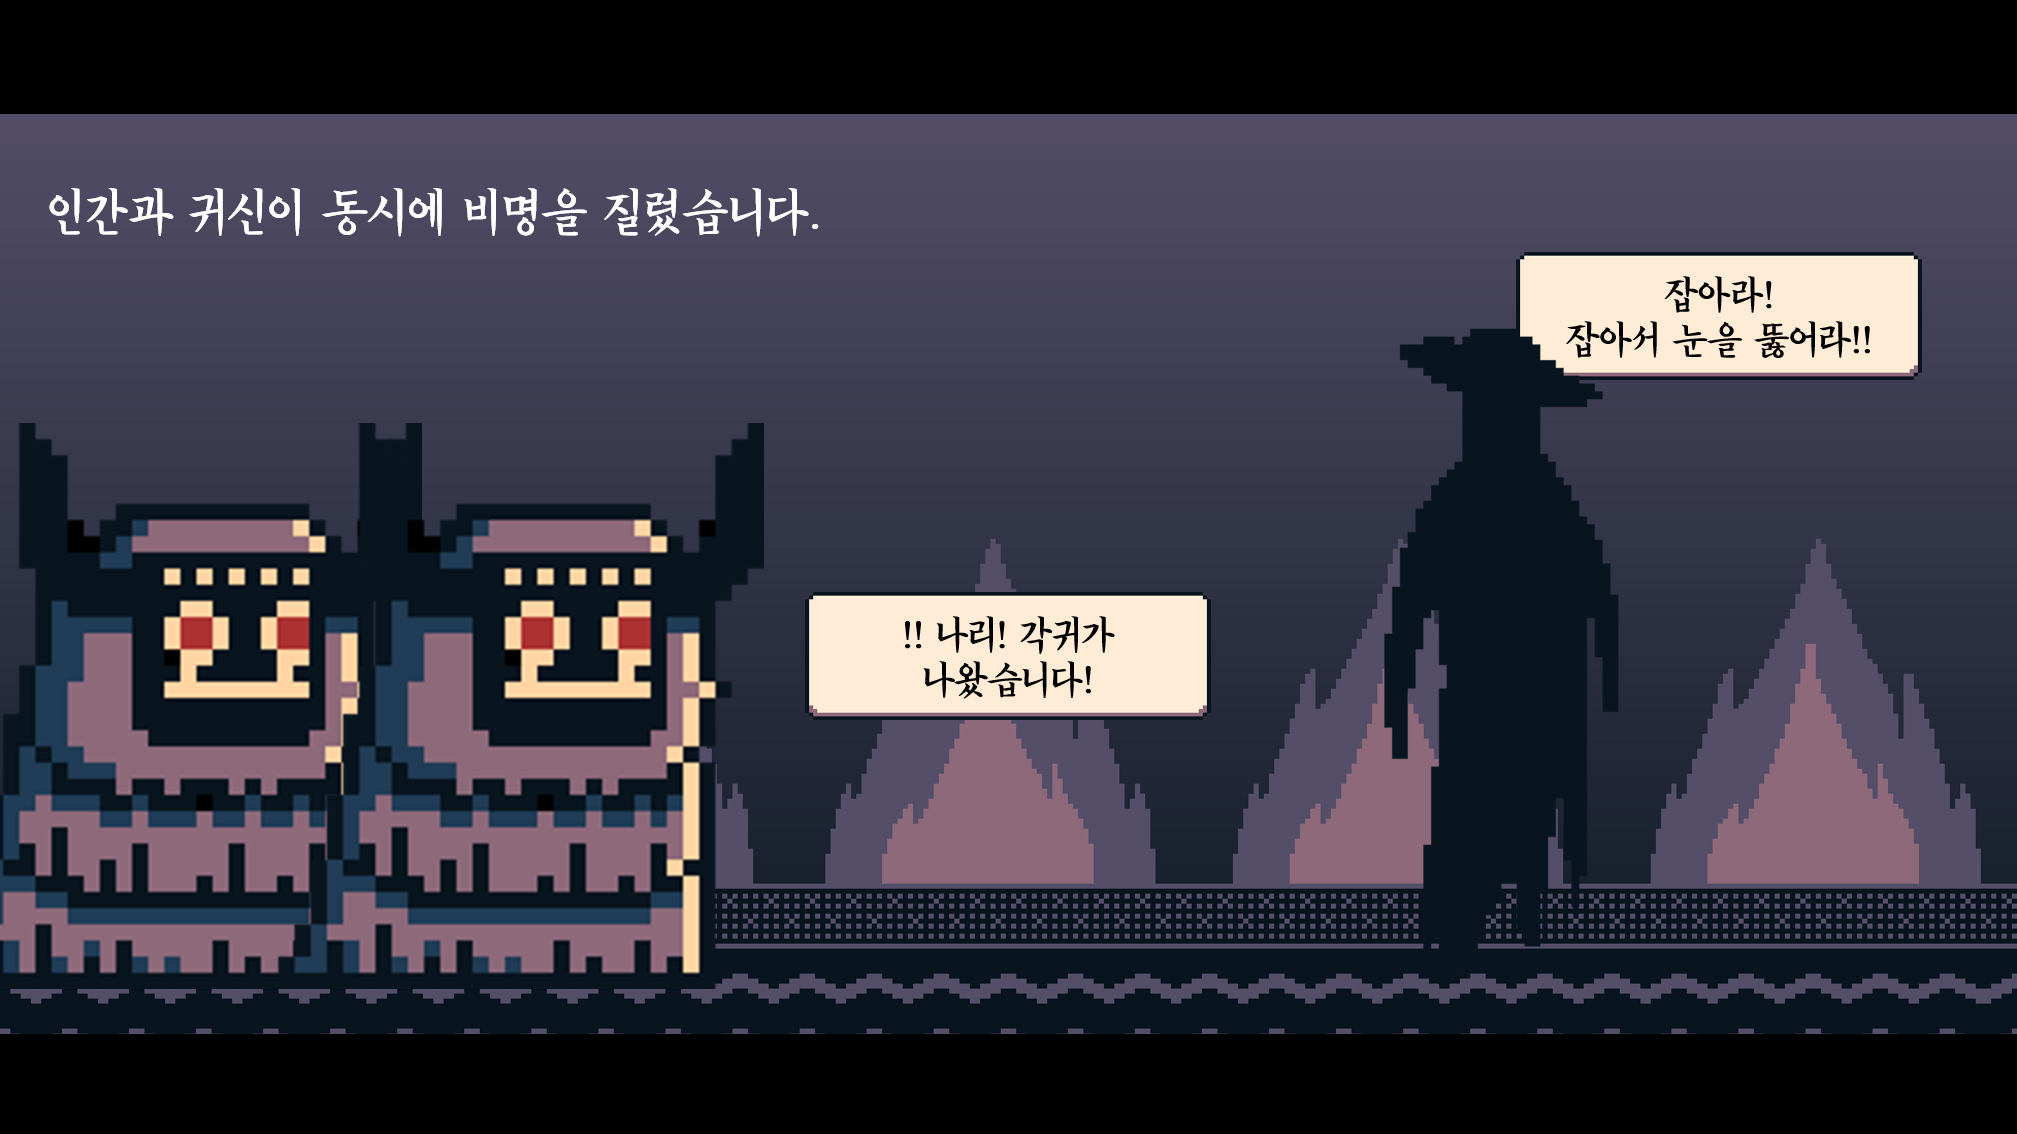 인간과 귀신이 동시에 비명을 질렀습니다.
잡아라!
잡아서 눈을 뚫어라!!
!! 나리! 각귀가
나왔습니다!